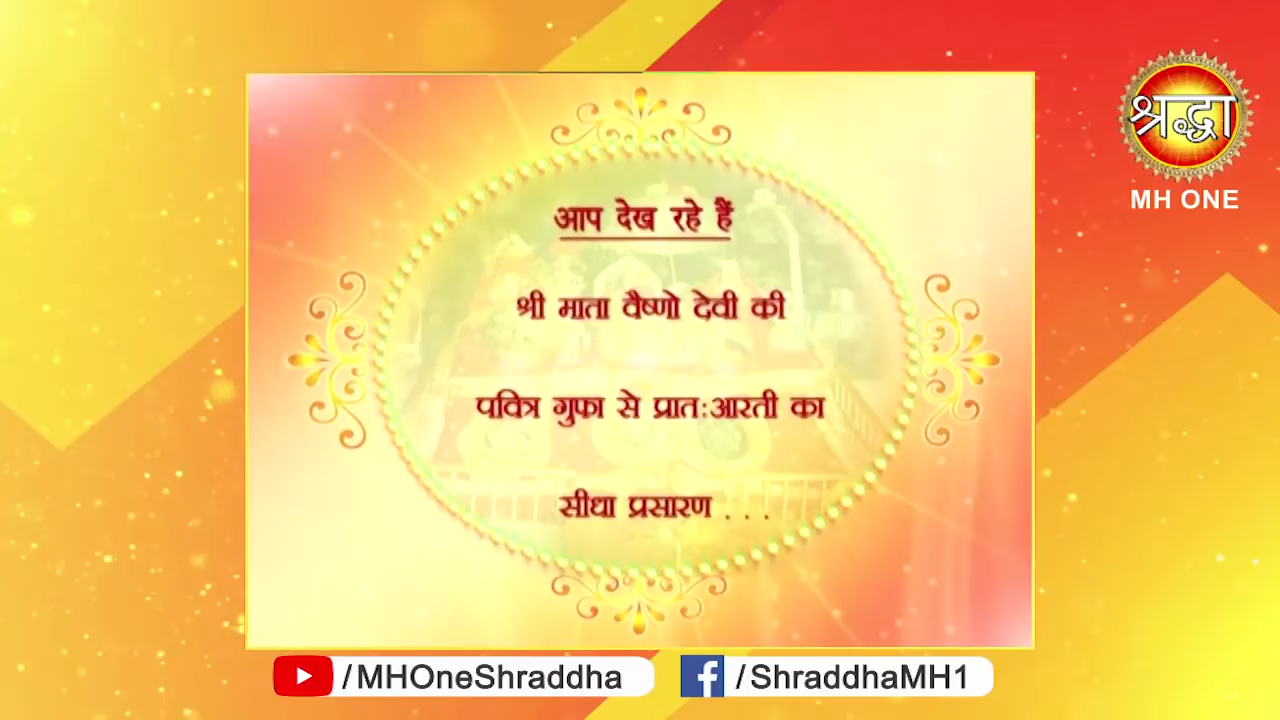 श्रद्धा
MH ONE
आप देख रहे हैं
श्री माता वैष्णो देवी की
पवित्र गुफा से प्रातःआरती का
सीधा प्रसारण . . .
/MHOneShraddha
/ShraddhaMH1